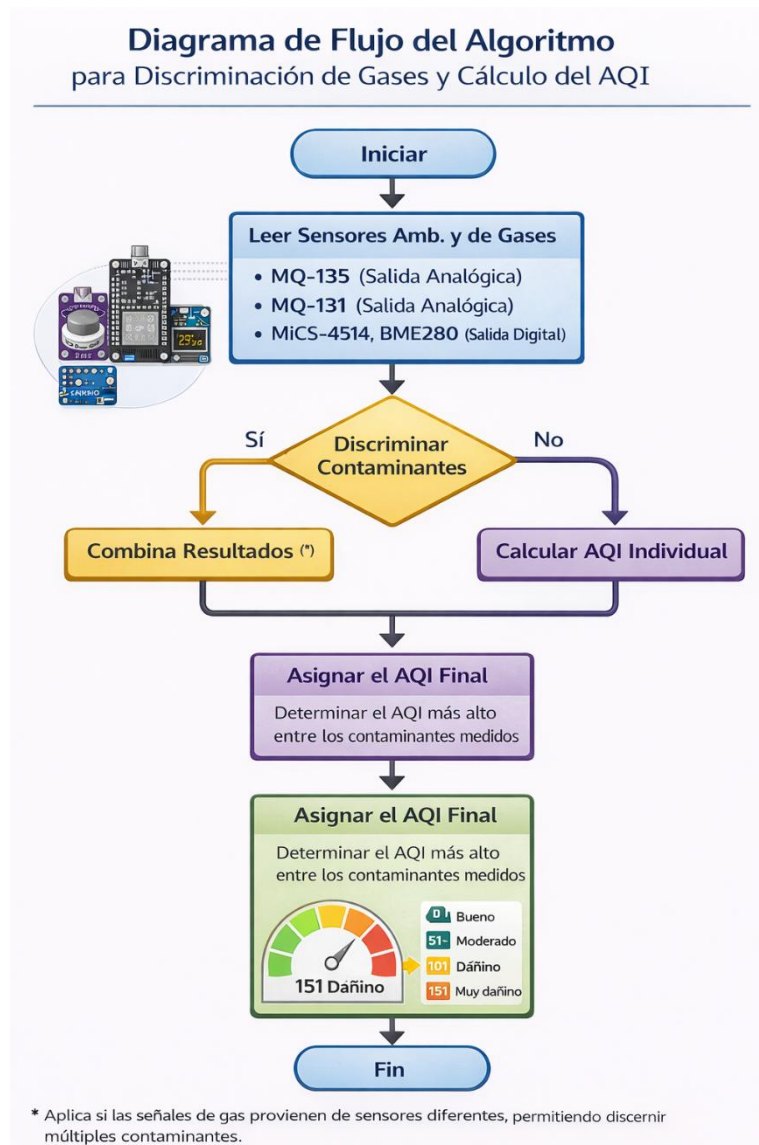 Diagrama de Flujo del Algoritmo
para Discriminación de Gases y Cálculo del AQI
Iniciar
Leer Sensores Amb. y de Gases
• MQ-135 (Salida Analógica)
• MQ-131 (Salida Analógica)
• MiCS-4514, BME280 (Salida Digital)
Sí
Discriminar
Contaminantes
No
Combina Resultados (*)
Calcular AQI Individual
Asignar el AQI Final
Determinar el AQI más alto
entre los contaminantes medidos
Asignar el AQI Final
Determinar el AQI más alto
entre los contaminantes medidos
151 Dáñino
Bueno
51- Moderado
101 Dáñino
151 Muy dañino
Fin
* Aplica si las señales de gas provienen de sensores diferentes, permitiendo discernir
múltiples contaminantes.